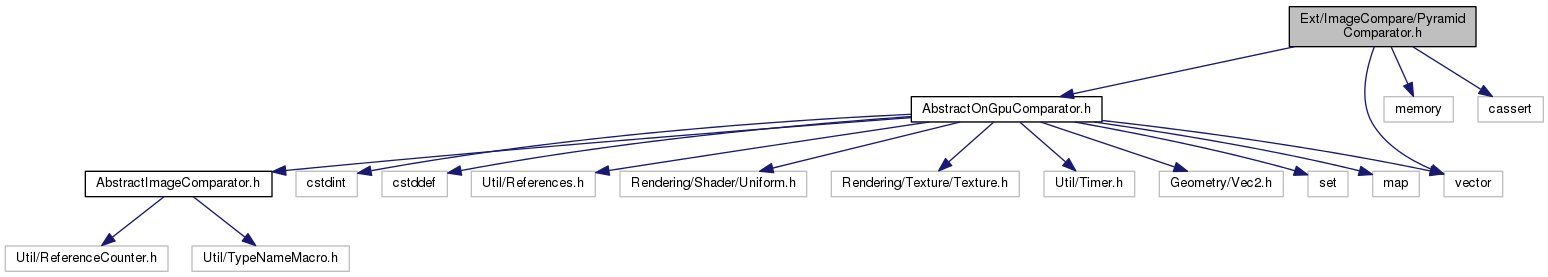 Ext/ImageCompare/Pyramid
Comparator.h
AbstractOnGpuComparator.h
memory
cassert
AbstractImageComparator.h
cstdint
cstddef
Util/References.h
Rendering/Shader/Uniform.h
Rendering/Texture/Texture.h
Util/Timer.h
Geometry/Vec2.h
set
map
vector
Util/ReferenceCounter.h
Util/TypeNameMacro.h